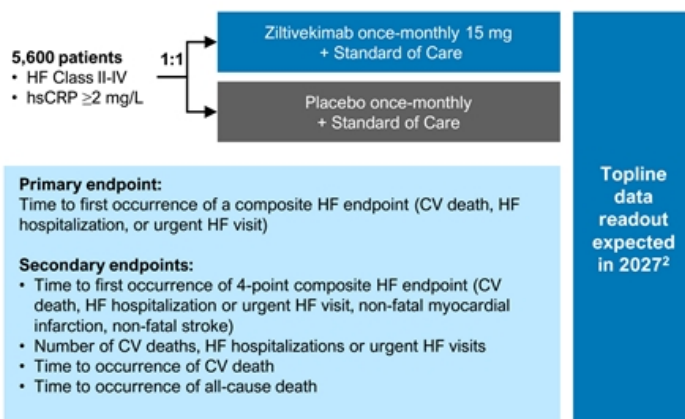 5,600 patients
• HF Class II-IV
• hsCRP ≥2 mg/L
1:1
Ziltivekimab once-monthly 15 mg
+ Standard of Care
Placebo once-monthly
+ Standard of Care
Primary endpoint:
Time to first occurrence of a composite HF endpoint (CV death, HF
hospitalization, or urgent HF visit)
Secondary endpoints:
• Time to first occurrence of 4-point composite HF endpoint (CV
death, HF hospitalization or urgent HF visit, non-fatal myocardial
infarction, non-fatal stroke)
• Number of CV deaths, HF hospitalizations or urgent HF visits
• Time to occurrence of CV death
• Time to occurrence of all-cause death
Topline
data
readout
expected
in 2027²